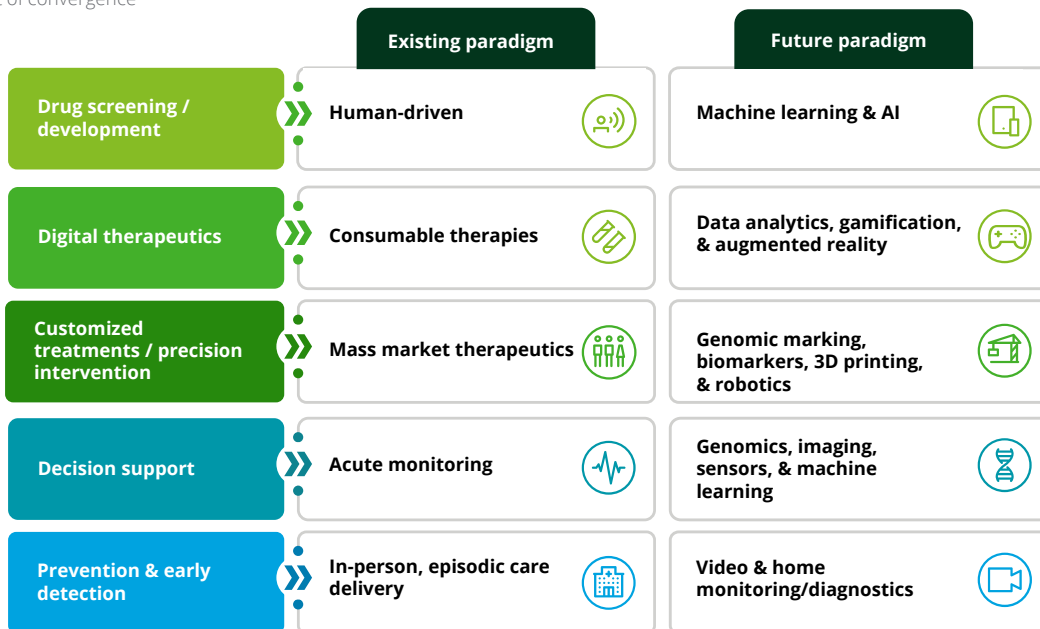 of convergence
Existing paradigm
Future paradigm
Drug screening /
development
Human-driven
Machine learning & AI
Digital therapeutics
Consumable therapies
Data analytics, gamification,
& augmented reality
Customized
treatments / precision
intervention
Mass market therapeutics
Genomic marking,
biomarkers, 3D printing,
& robotics
Decision support
Acute monitoring
Genomics, imaging,
sensors, & machine
learning
Prevention & early
detection
In-person, episodic care
delivery
Video & home
monitoring/diagnostics